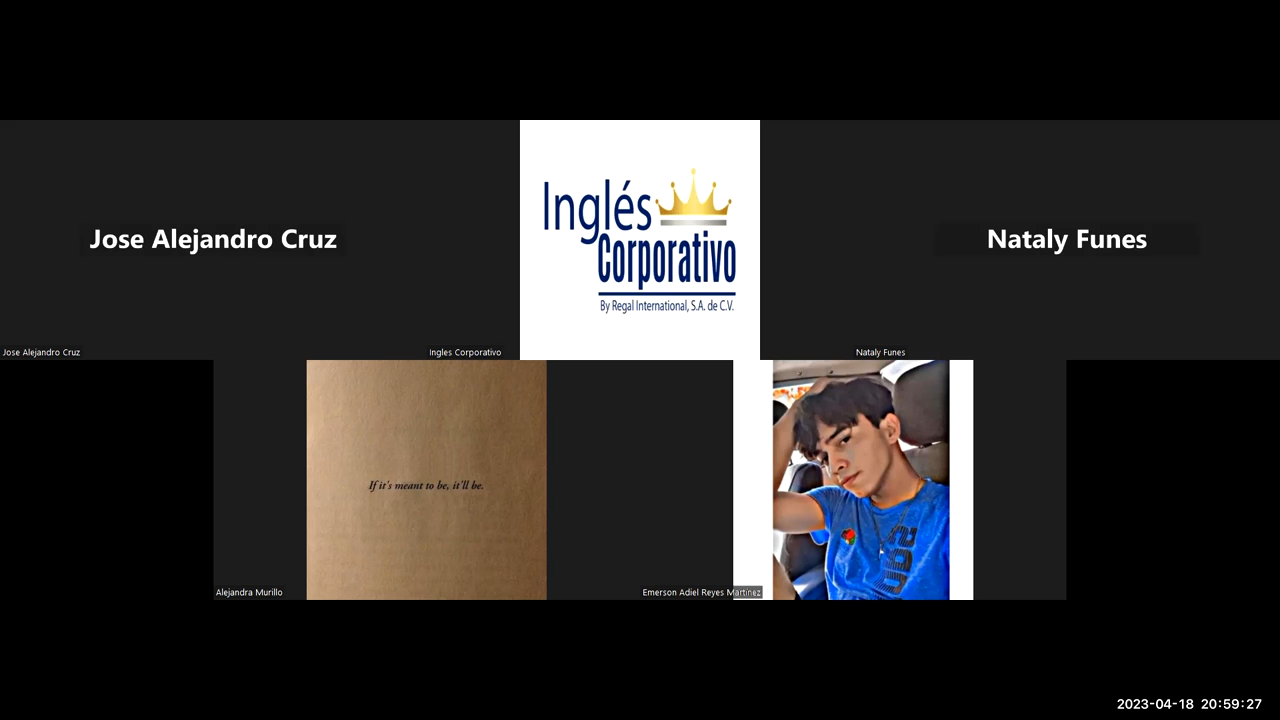 Jose Alejandro Cruz
Inglés
Corporativo
By Regal International, S.A. de C.V.
Nataly Funes
Jose Alejandro Cruz
Ingles Corporativo
Nataly Funes
If it's meant to be, it'll be.
Alejandra Murillo
Emerson Adiel Reyes Martinez
2023-04-18 20:59:27